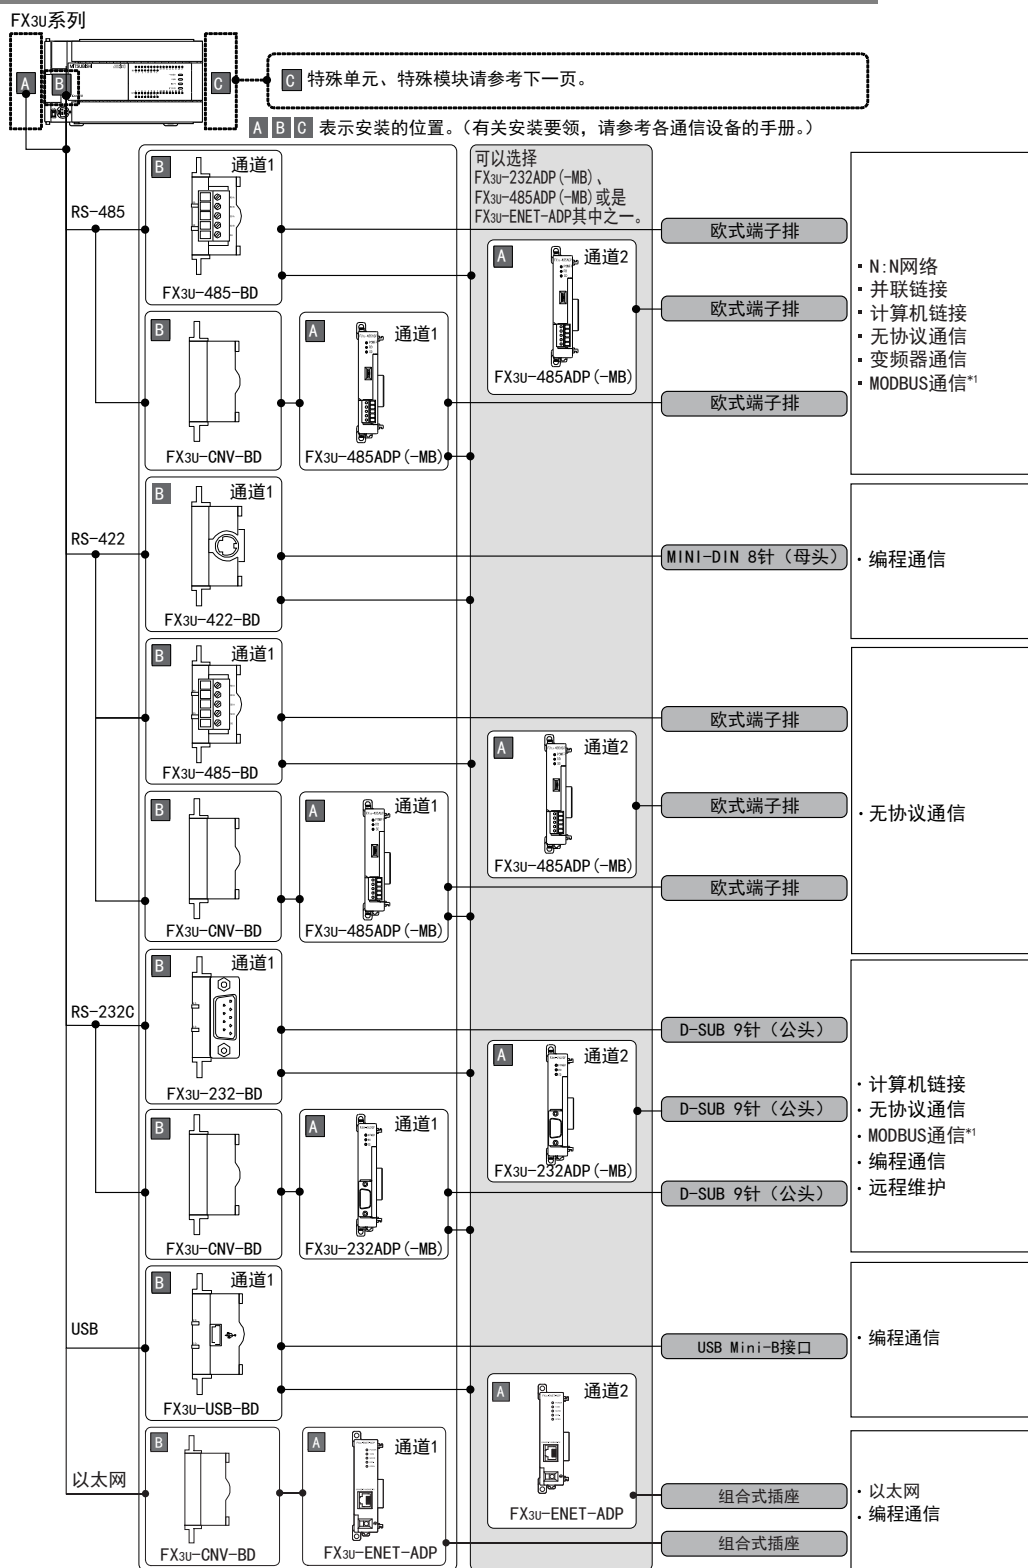 FX3U系列
A
B
C
C 特殊单元、特殊模块请参考下一页。
A B C 表示安装的位置。(有关安装要领，请参考各通信设备的手册。)
可以选择
FX3U-232ADP(-MB)、
FX3U-485ADP(-MB)或是
FX3U-ENET-ADP其中之一。
RS-485
B 通道1
FX3U-485-BD
欧式端子排
A 通道2
FX3U-485ADP(-MB)
欧式端子排
B
FX3U-CNV-BD
A 通道1
FX3U-485ADP(-MB)
欧式端子排
· N:N网络
· 并联链接
· 计算机链接
· 无协议通信
· 变频器通信
· MODBUS通信*1
RS-422
B 通道1
FX3U-422-BD
MINI-DIN 8针（母头）
· 编程通信
B 通道1
FX3U-485-BD
欧式端子排
A 通道2
FX3U-485ADP(-MB)
欧式端子排
B
FX3U-CNV-BD
A 通道1
FX3U-485ADP(-MB)
欧式端子排
· 无协议通信
RS-232C
B 通道1
FX3U-232-BD
D-SUB 9针（公头）
A 通道2
FX3U-232ADP(-MB)
D-SUB 9针（公头）
B
FX3U-CNV-BD
A 通道1
FX3U-232ADP(-MB)
D-SUB 9针（公头）
· 计算机链接
· 无协议通信
· MODBUS通信*1
· 编程通信
· 远程维护
USB
B 通道1
FX3U-USB-BD
USB Mini-B接口
· 编程通信
以太网
B
FX3U-CNV-BD
A 通道1
FX3U-ENET-ADP
A 通道2
FX3U-ENET-ADP
组合式插座
组合式插座
· 以太网
· 编程通信